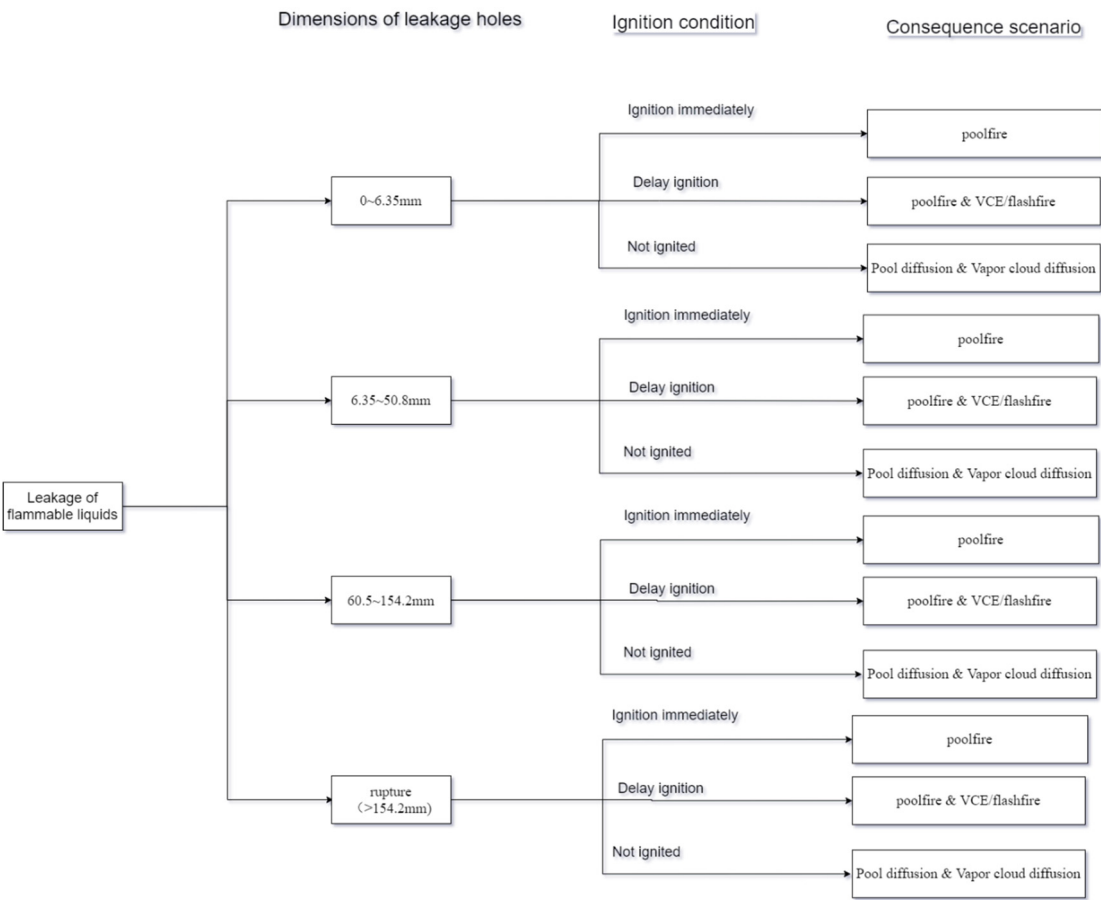 Dimensions of leakage holes
Ignition condition
Consequence scenario
Ignition immediately
poolfire
0~6.35mm
Delay ignition
poolfire & VCE/flashfire
Not ignited
Pool diffusion & Vapor cloud diffusion
Ignition immediately
poolfire
6.35~50.8mm
Delay ignition
poolfire & VCE/flashfire
Not ignited
Pool diffusion & Vapor cloud diffusion
Leakage of
flammable liquids
Ignition immediately
poolfire
60.5~154.2mm
Delay ignition
poolfire & VCE/flashfire
Not ignited
Pool diffusion & Vapor cloud diffusion
Ignition immediately
poolfire
rupture
(>154.2mm)
Delay ignition
poolfire & VCE/flashfire
Not ignited
Pool diffusion & Vapor cloud diffusion